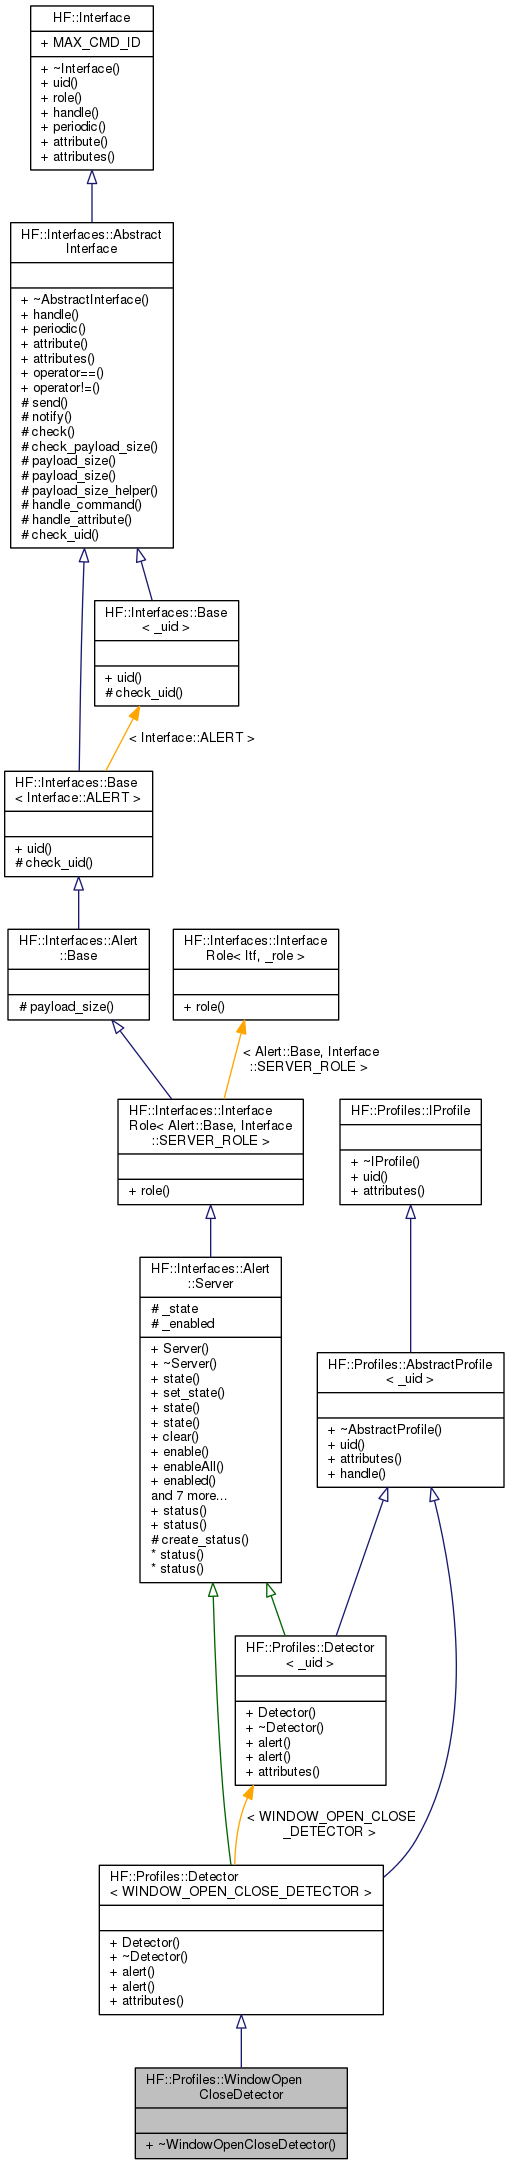 HF::Interface
+ MAX_CMD_ID
+ ~Interface()
+ uid()
+ role()
+ handle()
+ periodic()
+ attribute()
+ attributes()
HF::Interfaces::Abstract
Interface
+ ~AbstractInterface()
+ handle()
+ periodic()
+ attribute()
+ attributes()
+ operator==()
+ operator!=()
# send()
# notify()
# check()
# check_payload_size()
# payload_size()
# payload_size()
# payload_size_helper()
# handle_command()
# handle_attribute()
# check_uid()
HF::Interfaces::Base
< _uid >
+ uid()
# check_uid()
< Interface::ALERT >
HF::Interfaces::Base
< Interface::ALERT >
+ uid()
# check_uid()
HF::Interfaces::Alert
::Base
# payload_size()
HF::Interfaces::Interface
Role< Itf, _role >
+ role()
< Alert::Base, Interface
::SERVER_ROLE >
HF::Interfaces::Interface
Role< Alert::Base, Interface
::SERVER_ROLE >
+ role()
HF::Profiles::IProfile
+ ~IProfile()
+ uid()
+ attributes()
HF::Interfaces::Alert
::Server
# _state
# _enabled
+ Server()
+ ~Server()
+ state()
+ set_state()
+ state()
+ state()
+ clear()
+ enable()
+ enableAll()
+ enabled()
and 7 more...
+ status()
+ status()
# create_status()
* status()
* status()
HF::Profiles::AbstractProfile
< _uid >
+ ~AbstractProfile()
+ uid()
+ attributes()
+ handle()
HF::Profiles::Detector
< _uid >
+ Detector()
+ ~Detector()
+ alert()
+ alert()
+ attributes()
< WINDOW_OPEN_CLOSE
_DETECTOR >
HF::Profiles::Detector
< WINDOW_OPEN_CLOSE_DETECTOR >
+ Detector()
+ ~Detector()
+ alert()
+ alert()
+ attributes()
HF::Profiles::WindowOpen
CloseDetector
+ ~WindowOpenCloseDetector()